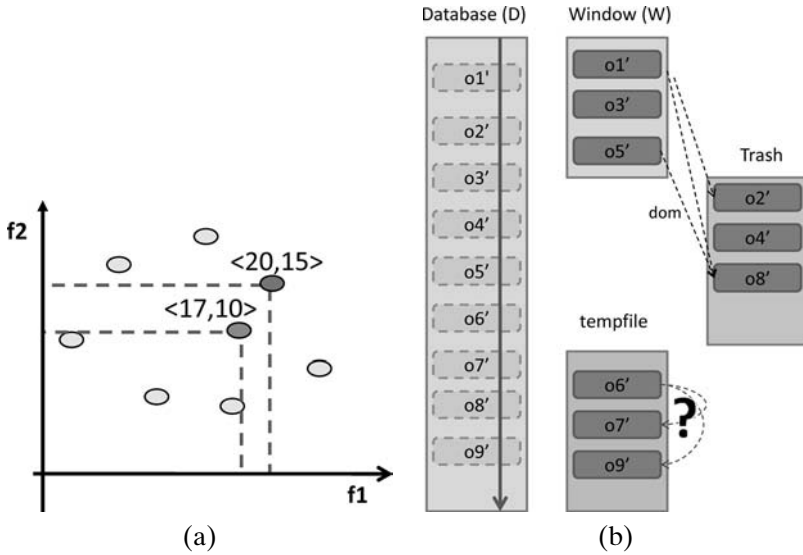 f2
<20,15>
<17,10>
f1
(a)
Database (D)
o1'
o2'
o3'
o4'
o5'
o6'
o7'
o8'
o9'
Window (W)
o1'
o3'
o5'
dom
Trash
o2'
o4'
o8'
tempfile
o6'
o7'
o9'
?
(b)